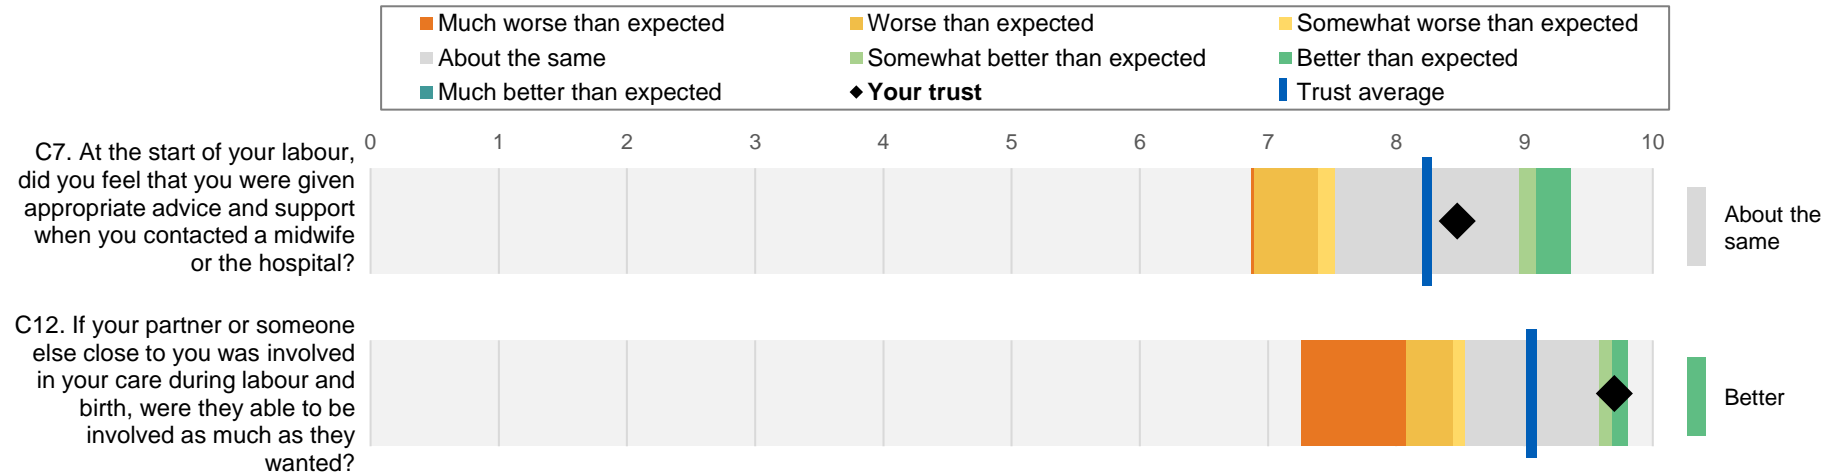 Much worse than expected
Worse than expected
Somewhat worse than expected
About the same
Somewhat better than expected
Better than expected
Much better than expected
Your trust
Trust average
0 1 2 3 4 5 6 7 8 9 10
C7. At the start of your labour,
did you feel that you were given
appropriate advice and support
when you contacted a midwife
or the hospital?
About the
same
C12. If your partner or someone
else close to you was involved
in your care during labour and
birth, were they able to be
involved as much as they
wanted?
Better